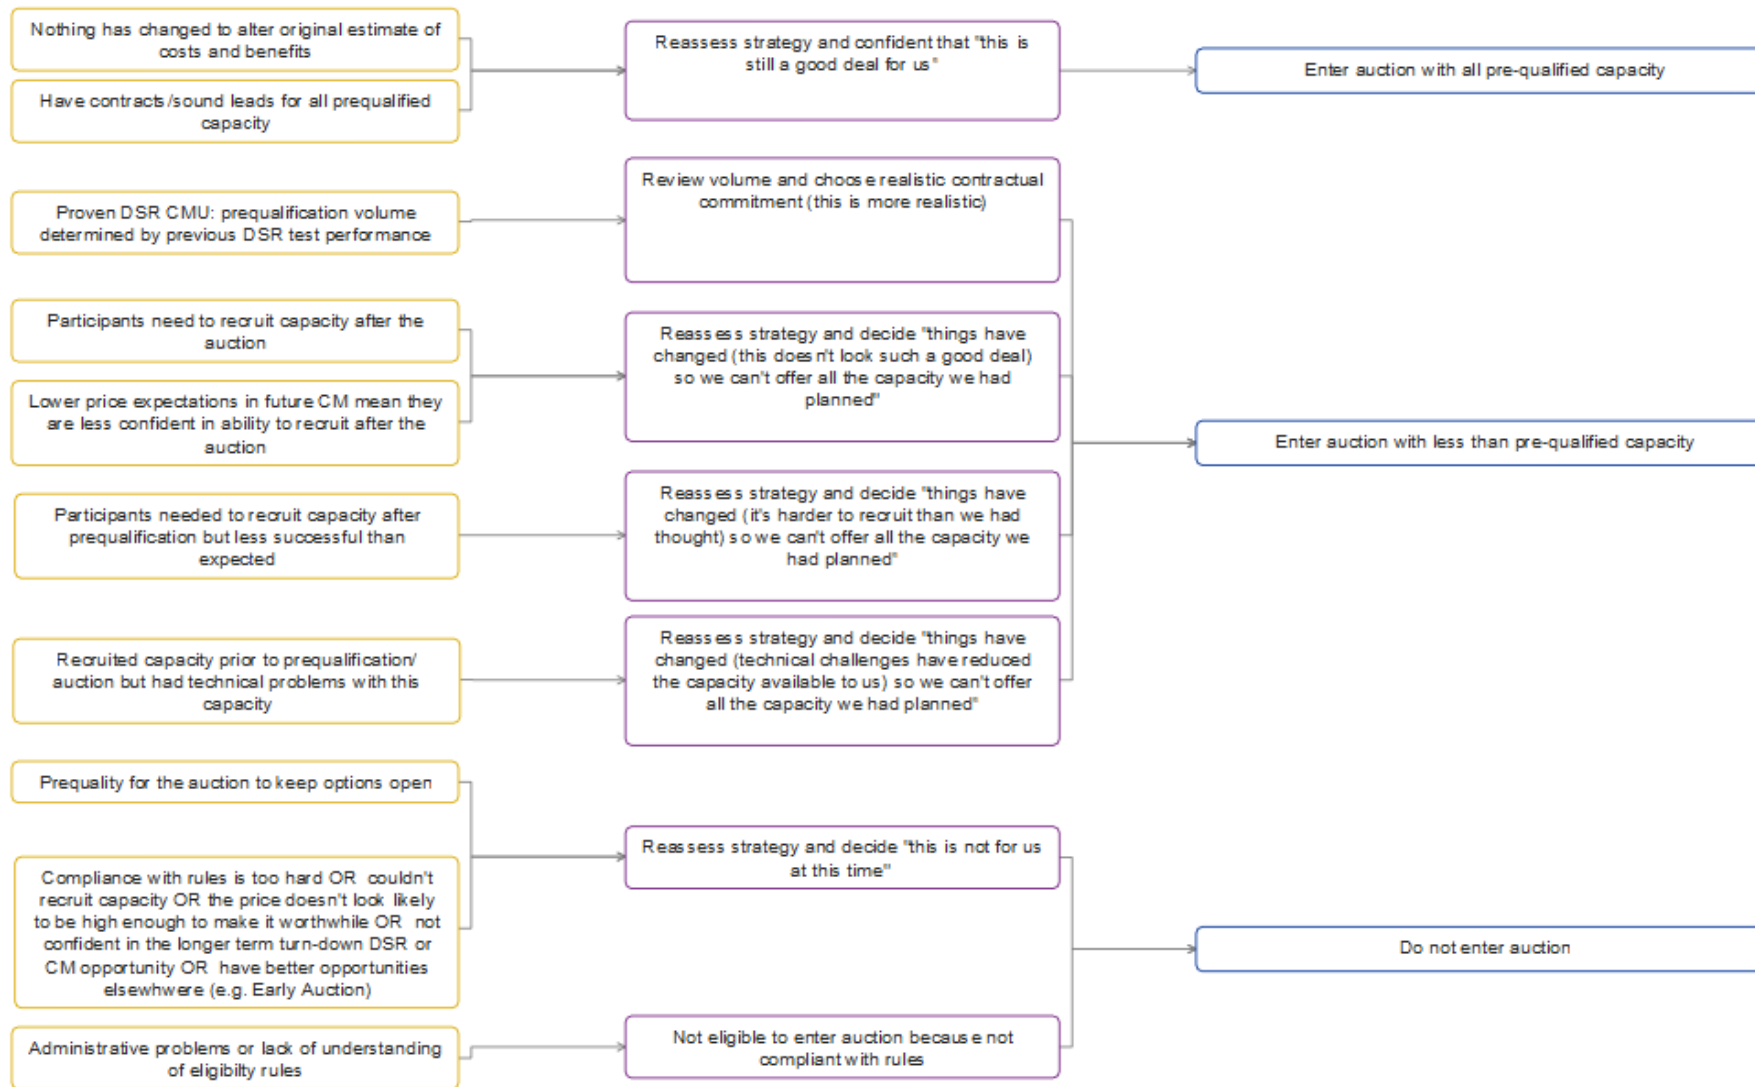 Nothing has changed to alter original estimate of
costs and benefits
Have contracts/sound leads for all prequalified
capacity
Reassess strategy and confident that "this is
still a good deal for us"
Enter auction with all pre-qualified capacity
Proven DSR CMU: prequalification volume
determined by previous DSR test performance
Review volume and choose realistic contractual
commitment (this is more realistic)
Participants need to recruit capacity after the
auction
Lower price expectations in future CM mean they
are less confident in ability to recruit after the
auction
Reassess strategy and decide "things have
changed (this doesn't look such a good deal)
so we can't offer all the capacity we had
planned"
Enter auction with less than pre-qualified capacity
Participants needed to recruit capacity after
prequalification but less successful than
expected
Reassess strategy and decide "things have
changed (it's harder to recruit than we had
thought) so we can't offer all the capacity we
had planned"
Recruited capacity prior to prequalification/
auction but had technical problems with this
capacity
Reassess strategy and decide "things have
changed (technical challenges have reduced
the capacity available to us) so we can't offer
all the capacity we had planned"
Prequality for the auction to keep options open
Compliance with rules is too hard OR couldn't
recruit capacity OR the price doesn't look likely
to be high enough to make it worthwhile OR not
confident in the longer term turn-down DSR or
CM opportunity OR have better opportunities
elsewhwere (e.g. Early Auction)
Reassess strategy and decide "this is not for us
at this time"
Do not enter auction
Administrative problems or lack of understanding
of eligibilty rules
Not eligible to enter auction because not
compliant with rules